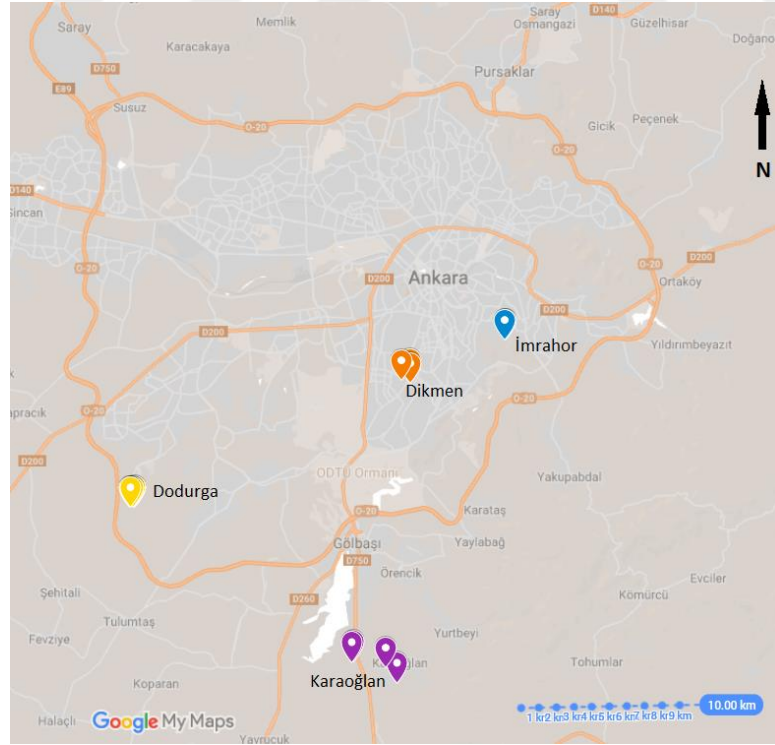 Saray
Memlik
Saray
Osmangazi
D140
Güzelhisar
Karacakaya
D750
Doğano
E89
Pursaklar
Susuz
O-20
Gicik
Peçenek
O-20
N
D140
Sincan
O-20
D200
Ankara
O-20
D200
Ortaköy
D200
D200
İmrahor
Yıldırımbeyazıt
Dikmen
O-20
apracık
O-20
D200
ODTÜ Ormanı
Yakupabdal
Dodurga
O-20
Karataş
Gölbaşı
Yaylabağ
D750
Örencik
Evciler
Şehitali
D260
Kömürcü
Tulumtaş
Fevziye
Yurtbeyi
Tohumlar
Karaoğlan
Koparan
10.00 km
Halaçlı
Google My Maps
Yavrucuk